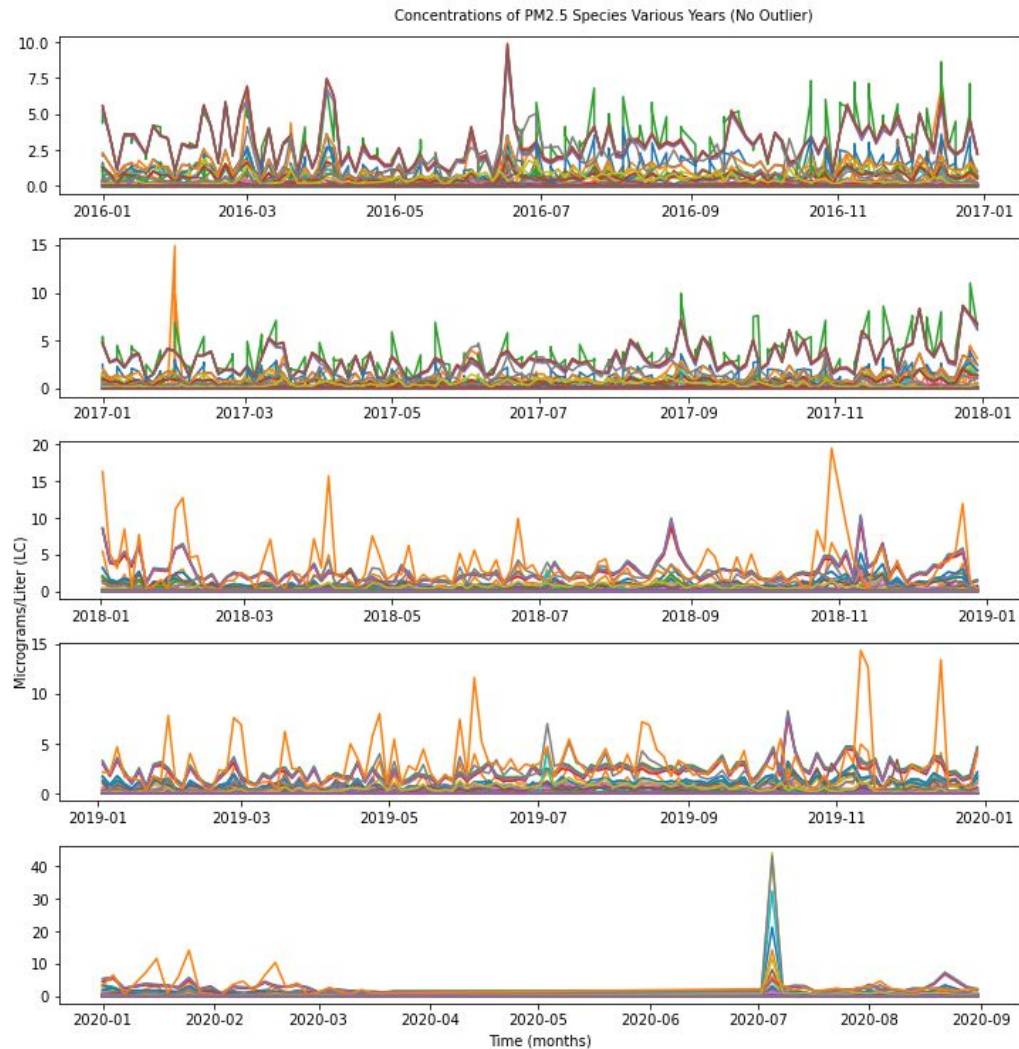 Concentrations of PM2.5 Species Various Years (No Outlier)
10.0
7.5
5.0
2.5
0.0
2016-01 2016-03 2016-05 2016-07 2016-09 2016-11 2017-01
15
10
5
0
2017-01 2017-03 2017-05 2017-07 2017-09 2017-11 2018-01
20
15
10
5
0
2018-01 2018-03 2018-05 2018-07 2018-09 2018-11 2019-01
Micrograms/Liter (LC)
15
10
5
0
2019-01 2019-03 2019-05 2019-07 2019-09 2019-11 2020-01
40
30
20
10
0
2020-01 2020-02 2020-03 2020-04 2020-05 2020-06 2020-07 2020-08 2020-09
Time (months)